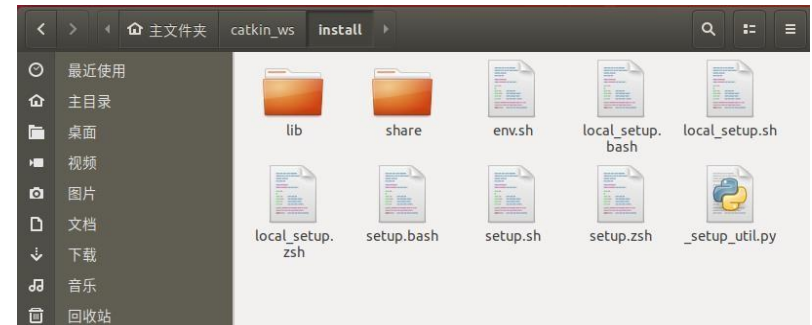 主文件夹 catkin_ws install
最近使用
主目录
桌面
视频
图片
文档
下载
音乐
回收站
lib share env.sh local_setup. local_setup.sh
bash
local_setup. setup.bash setup.sh setup.zsh _setup_util.py
zsh